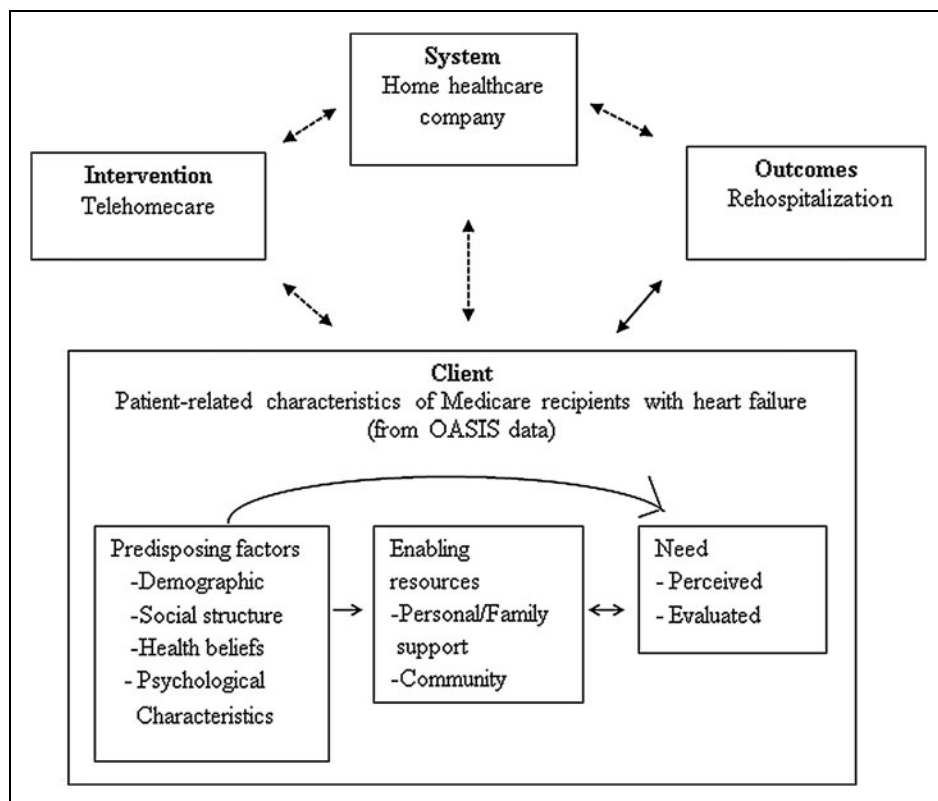 System
Home healthcare
company
Intervention
Telehomecare
Outcomes
Rehospitalization
Client
Patient-related characteristics of Medicare recipients with heart failure
(from OASIS data)
Predisposing factors
-Demographic
-Social structure
-Health beliefs
- Psychological
Characteristics
Enabling
resources
-Personal/Family
support
-Community
Need
- Perceived
- Evaluated